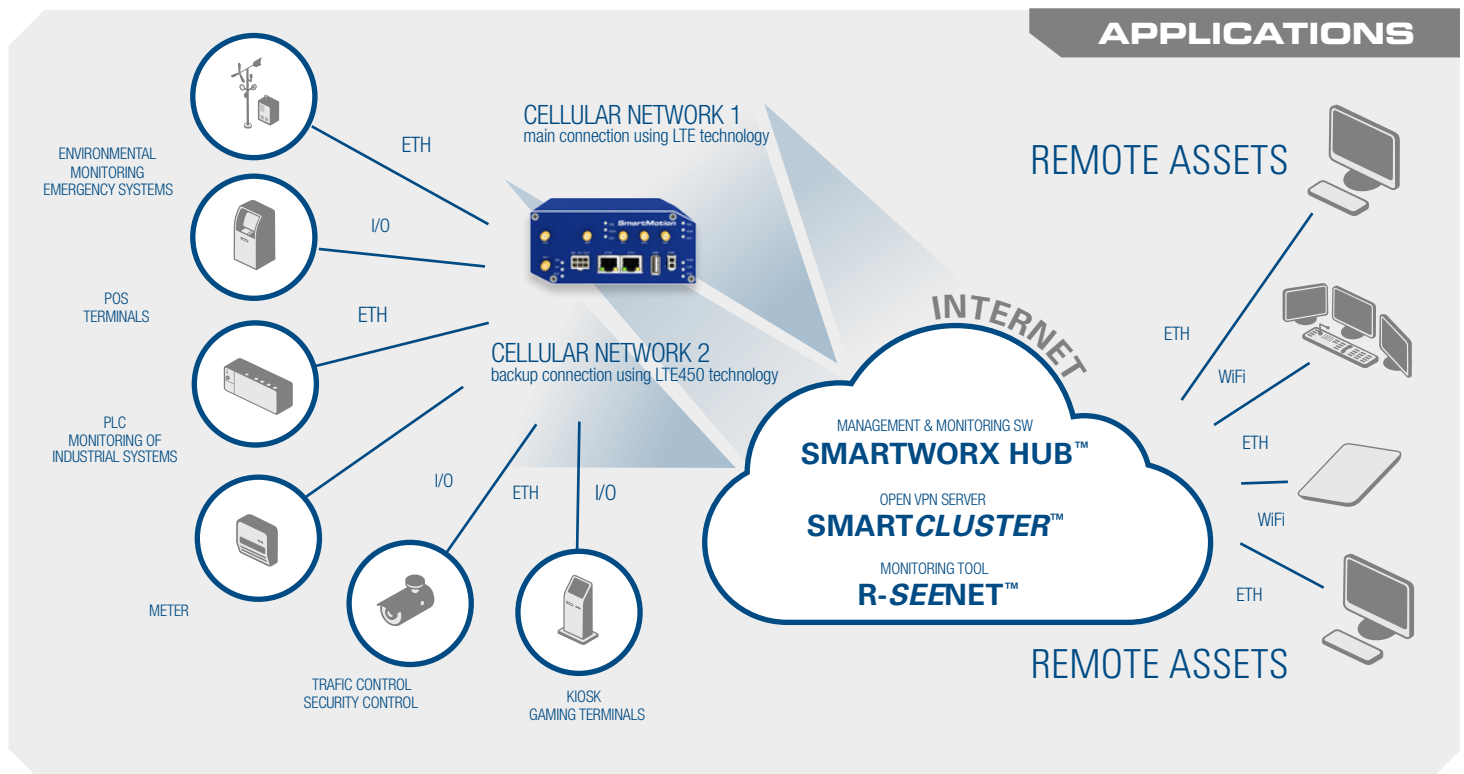 APPLICATIONS
CELLULAR NETWORK 1
main connection using LTE technology
ETH
ENVIRONMENTAL
MONITORING
EMERGENCY SYSTEMS
REMOTE ASSETS
I/O
SmartMotion
POS
TERMINALS
ETH
INTERNET
ETH
CELLULAR NETWORK 2
backup connection using LTE450 technology
WiFi
PLC
MONITORING OF
INDUSTRIAL SYSTEMS
MANAGEMENT & MONITORING SW
SMARTWORX HUB™
ETH
I/O
ETH
I/O
OPEN VPN SERVER
SMARTCLUSTER™
WiFi
MONITORING TOOL
R-SEENET™
ETH
METER
REMOTE ASSETS
TRAFIC CONTROL
SECURITY CONTROL
KIOSK
GAMING TERMINALS